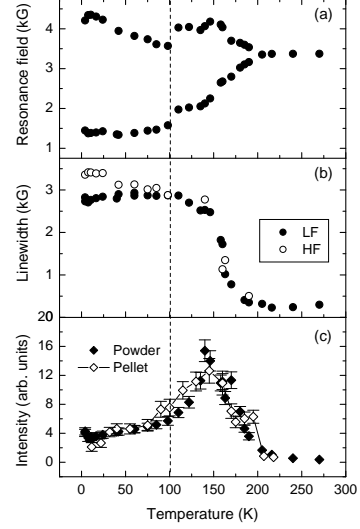 (a)
Resonance field (kG)
4
3
2
1
(b)
Linewidth (kG)
3
2
1
LF
HF
20
(c)
Intensity (arb. units)
16
12
8
4
0
Powder
Pellet
0 50 100 150 200 250
Temperature (K)